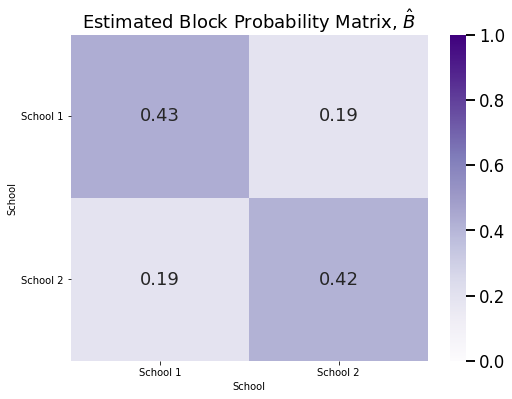 Estimated Block Probability Matrix, B̂
School 1
School 2
School
0.43
0.19
0.19
0.42
School 1
School 2
School
1.0
0.8
0.6
0.4
0.2
0.0